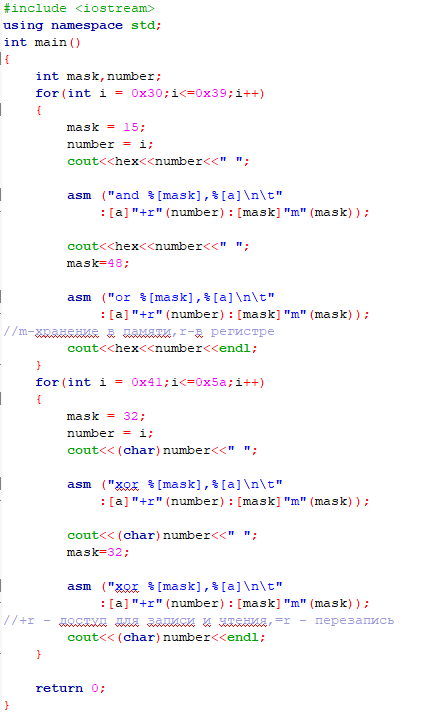 #include <iostream>
using namespace std;
int main()
{
    int mask,number;
    for(int i = 0x30;i<=0x39;i++)
    {
        mask = 15;
        number = i;
        cout<<hex<<number<<" ";

        asm ("and %[mask],%[a]\n\t"
            :[a]"+r"(number):[mask]"m"(mask));

        cout<<hex<<number<<" ";
        mask=48;

        asm ("or %[mask],%[a]\n\t"
            :[a]"+r"(number):[mask]"m"(mask));
//m-хранение в памяти,r-в регистре
        cout<<hex<<number<<endl;
    }
    for(int i = 0x41;i<=0x5a;i++)
    {
        mask = 32;
        number = i;
        cout<<(char)number<<" ";

        asm ("xor %[mask],%[a]\n\t"
            :[a]"+r"(number):[mask]"m"(mask));

        cout<<(char)number<<" ";
        mask=32;

        asm ("xor %[mask],%[a]\n\t"
            :[a]"+r"(number):[mask]"m"(mask));
//+r - доступ для записи и чтения,=r - перезапись
        cout<<(char)number<<endl;
    }

    return 0;
}